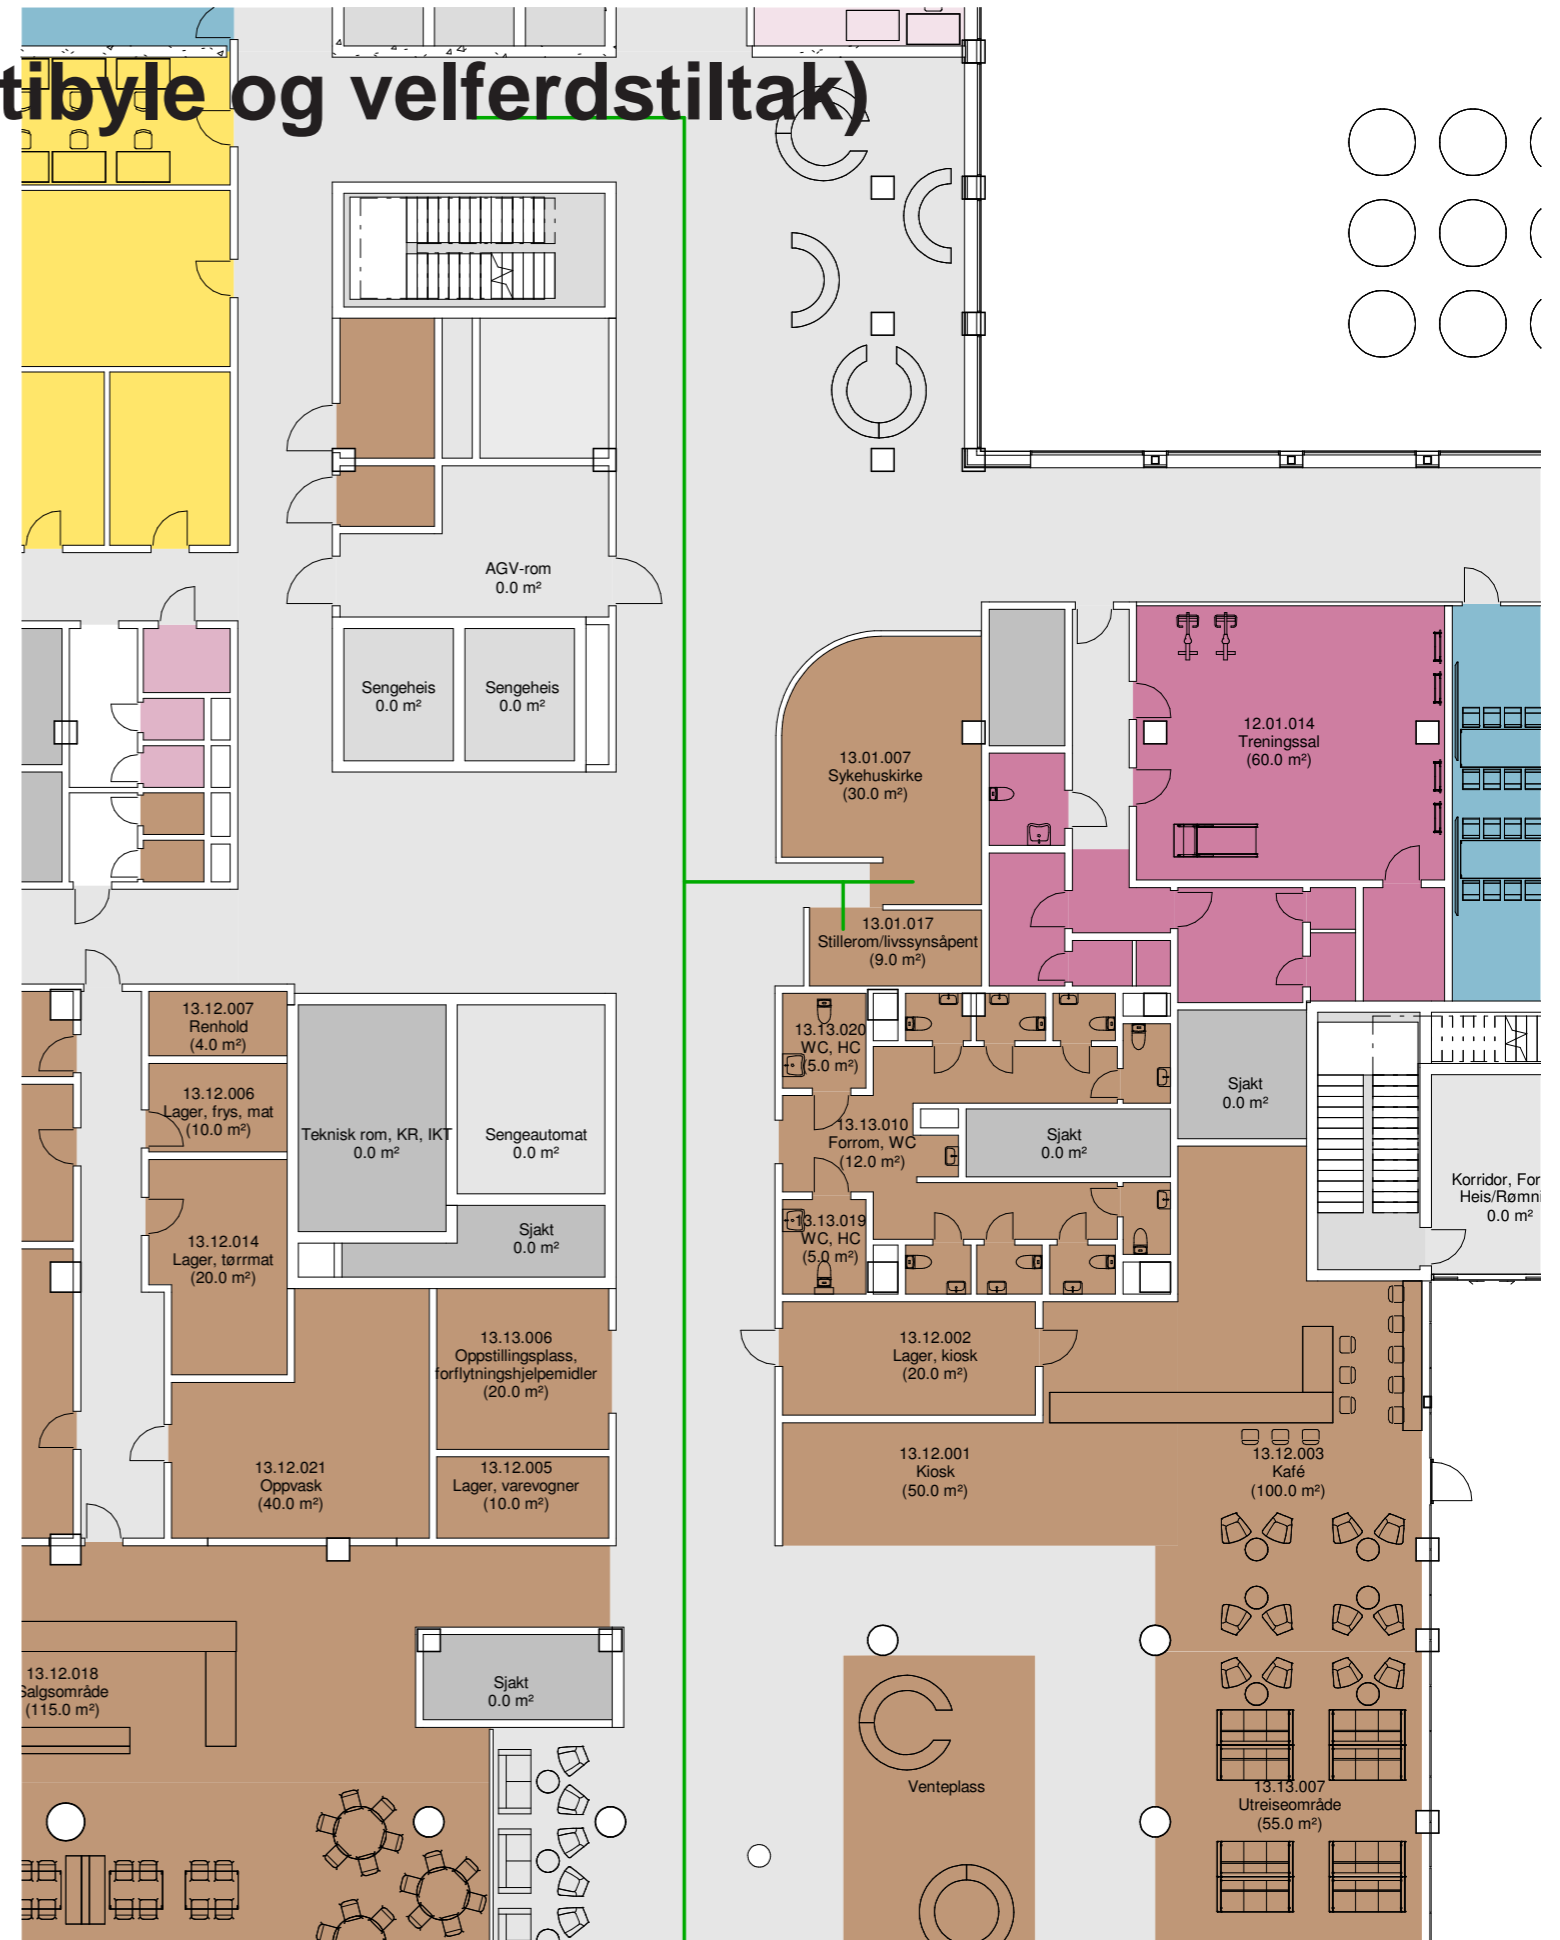 tibyle og velferdstiltak)
AGV-rom
0.0 m²
Sengeheis
0.0 m²
Sengeheis
0.0 m²
13.01.007
Sykehuskirke
(30.0 m²)
12.01.014
Treningssal
(60.0 m²)
13.01.017
Stillerom/livssynsåpent
(9.0 m²)
13.12.007
Renhold
(4.0 m²)
13.12.006
Lager, frys, mat
(10.0 m²)
Teknisk rom, KR, IKT
0.0 m²
Sengeautomat
0.0 m²
13.13.020
WC, HC
(5.0 m²)
13.13.010
Forrom, WC
(12.0 m²)
Sjakt
0.0 m²
Sjakt
0.0 m²
Korridor, For
Heis/Rømni
0.0 m²
13.12.014
Lager, tørrmat
(20.0 m²)
Sjakt
0.0 m²
13.13.019
WC, HC
(5.0 m²)
13.13.006
Oppstillingsplass,
forflytningshjelpemidler
(20.0 m²)
13.12.002
Lager, kiosk
(20.0 m²)
13.12.021
Oppvask
(40.0 m²)
13.12.005
Lager, varevogner
(10.0 m²)
13.12.001
Kiosk
(50.0 m²)
13.12.003
Kafé
(100.0 m²)
13.12.018
Salgsområde
(115.0 m²)
Sjakt
0.0 m²
Venteplass
13.13.007
Utreiseområde
(55.0 m²)